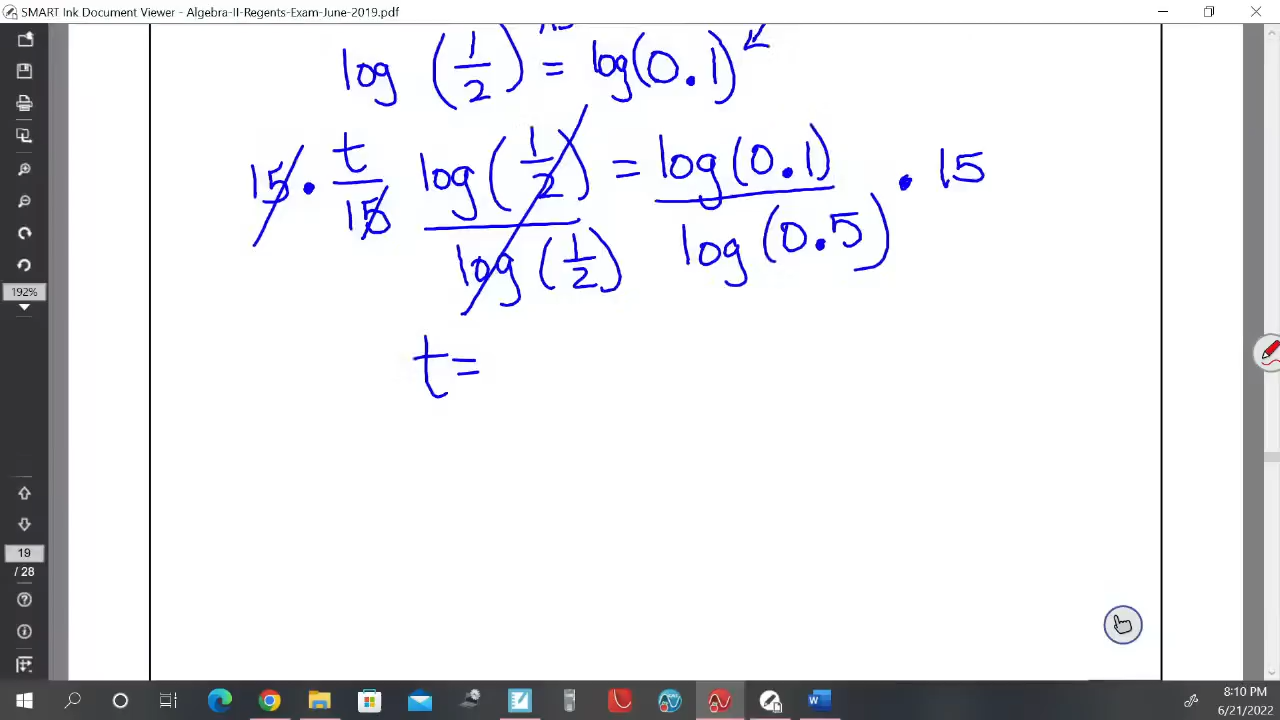 SMART Ink Document Viewer - Algebra-II-Regents-Exam-June-2019.pdf
log (1/2) = log(0.1)
15 · t/15 log(1/2)/log(1/2) = log(0.1)/log(0.5) · 15
t=
192%
19
/ 28
8:10 PM
6/21/2022